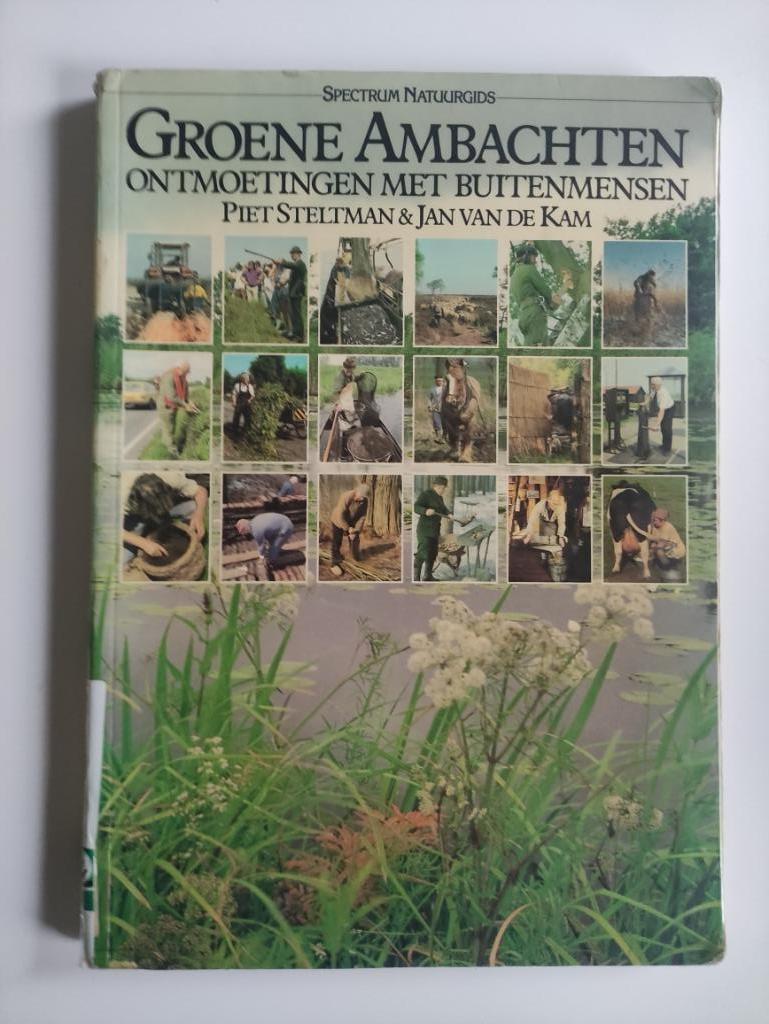 SPECTRUM NATUURGIDS
GROENE AMBACHTEN
ONTMOETINGEN MET BUITENMENSEN
PIET STELTMAN & JAN VAN DE KAM